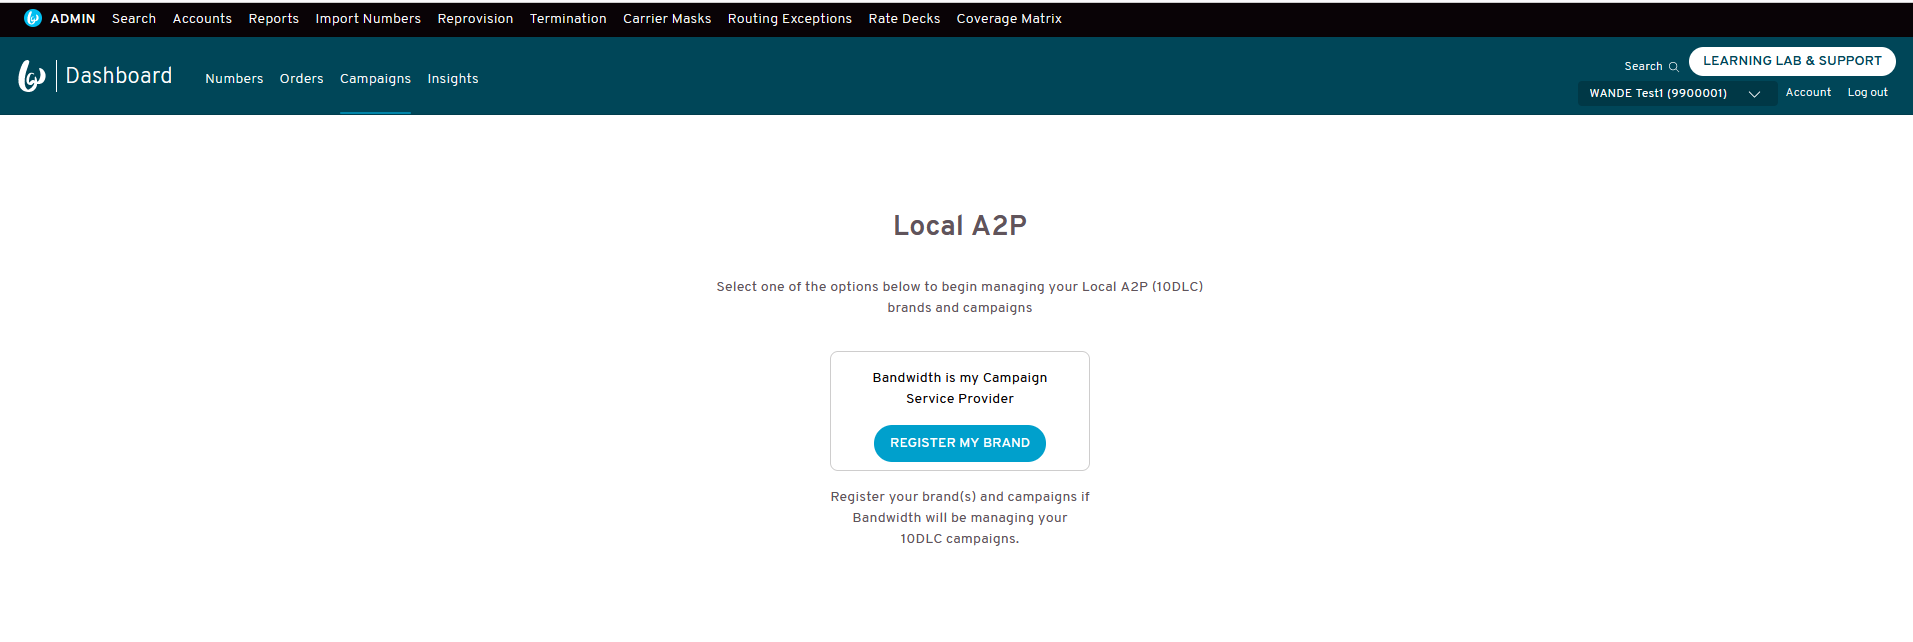 ADMIN Search Accounts Reports Import Numbers Reprovision Termination Carrier Masks Routing Exceptions Rate Decks Coverage Matrix
Dashboard Numbers Orders Campaigns Insights
Search LEARNING LAB & SUPPORT
WANDE Test1 (9900001) Account Log out
Local A2P
Select one of the options below to begin managing your Local A2P (10DLC)
brands and campaigns
Bandwidth is my Campaign
Service Provider
REGISTER MY BRAND
Register your brand(s) and campaigns if
Bandwidth will be managing your
10DLC campaigns.